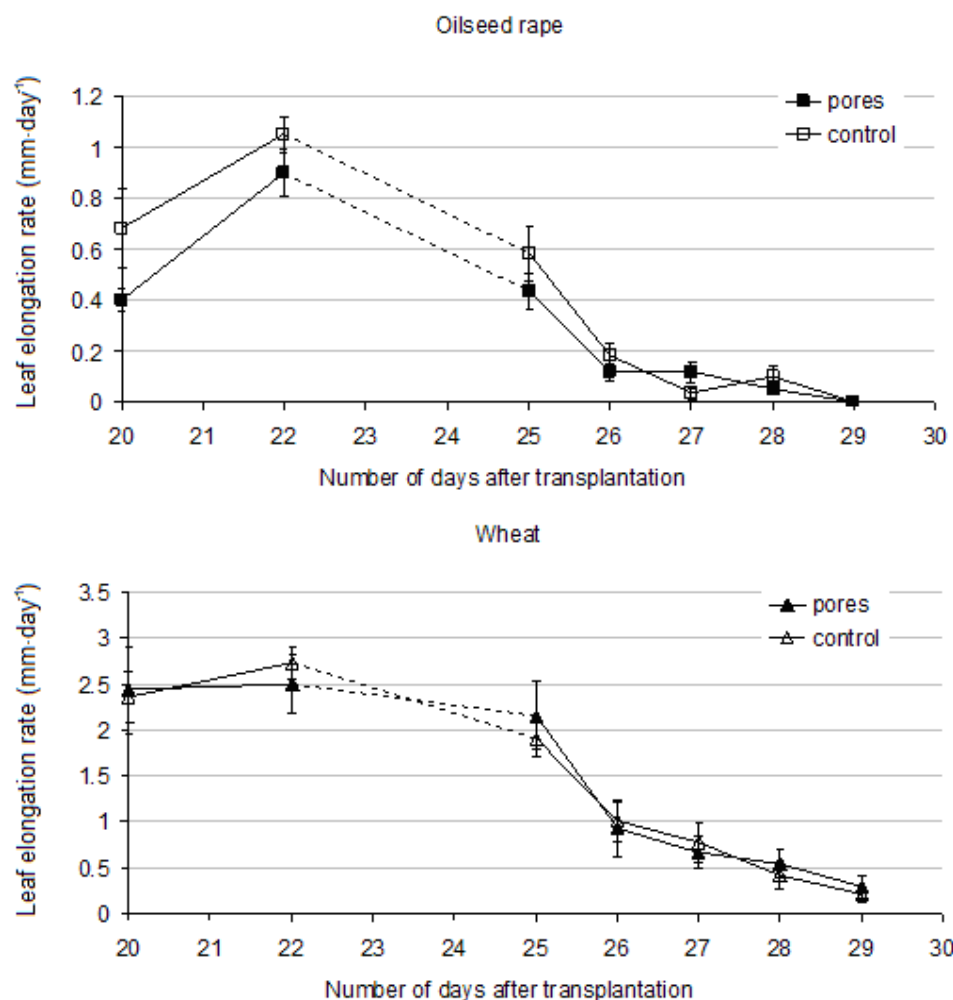 Oilseed rape
Leaf elongation rate (mm-day⁻¹)
1.2
1
0.8
0.6
0.4
0.2
0
pores
control
20 21 22 23 24 25 26 27 28 29 30
Number of days after transplantation
Wheat
Leaf elongation rate (mm-day⁻¹)
3.5
3
2.5
2
1.5
1
0.5
0
pores
control
20 21 22 23 24 25 26 27 28 29 30
Number of days after transplantation